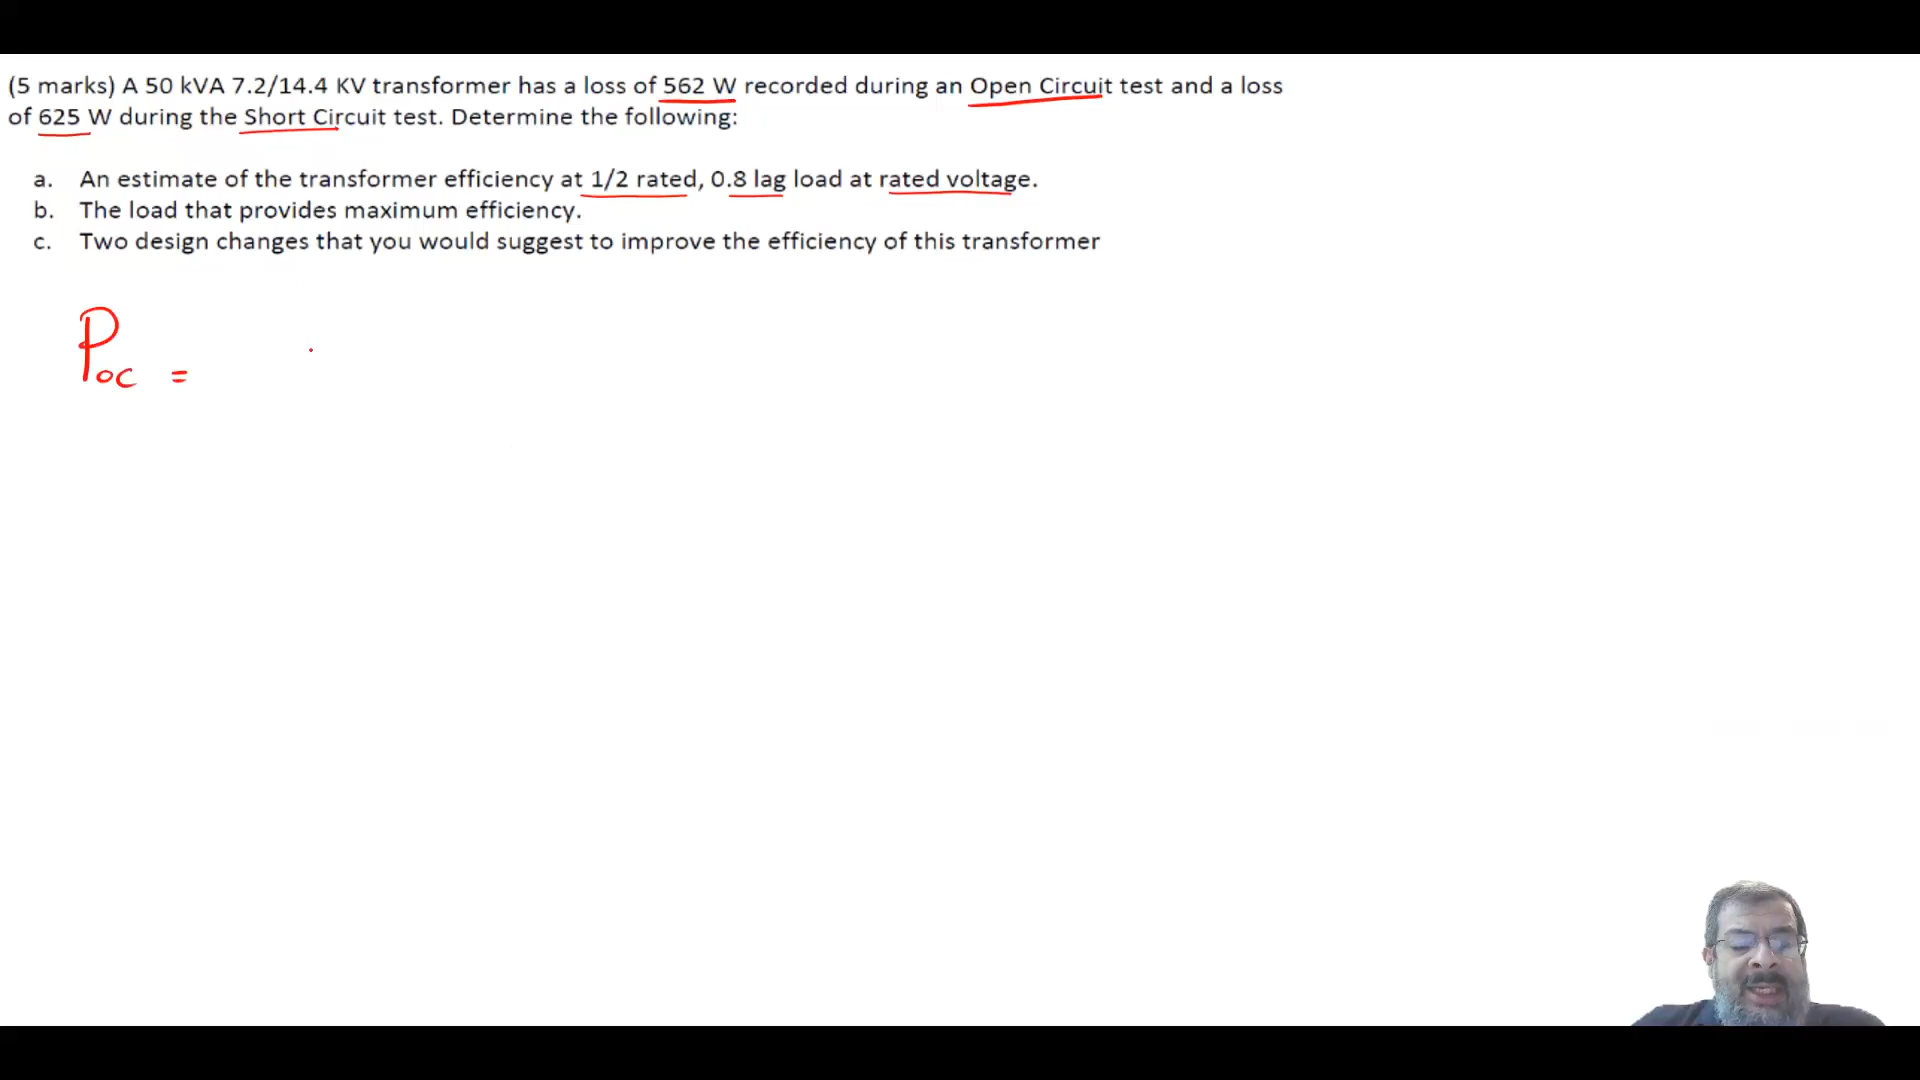 (5 marks) A 50 kVA 7.2/14.4 KV transformer has a loss of 562 W recorded during an Open Circuit test and a loss
of 625 W during the Short Circuit test. Determine the following:
a. An estimate of the transformer efficiency at 1/2 rated, 0.8 lag load at rated voltage.
b. The load that provides maximum efficiency.
c. Two design changes that you would suggest to improve the efficiency of this transformer
Poc =